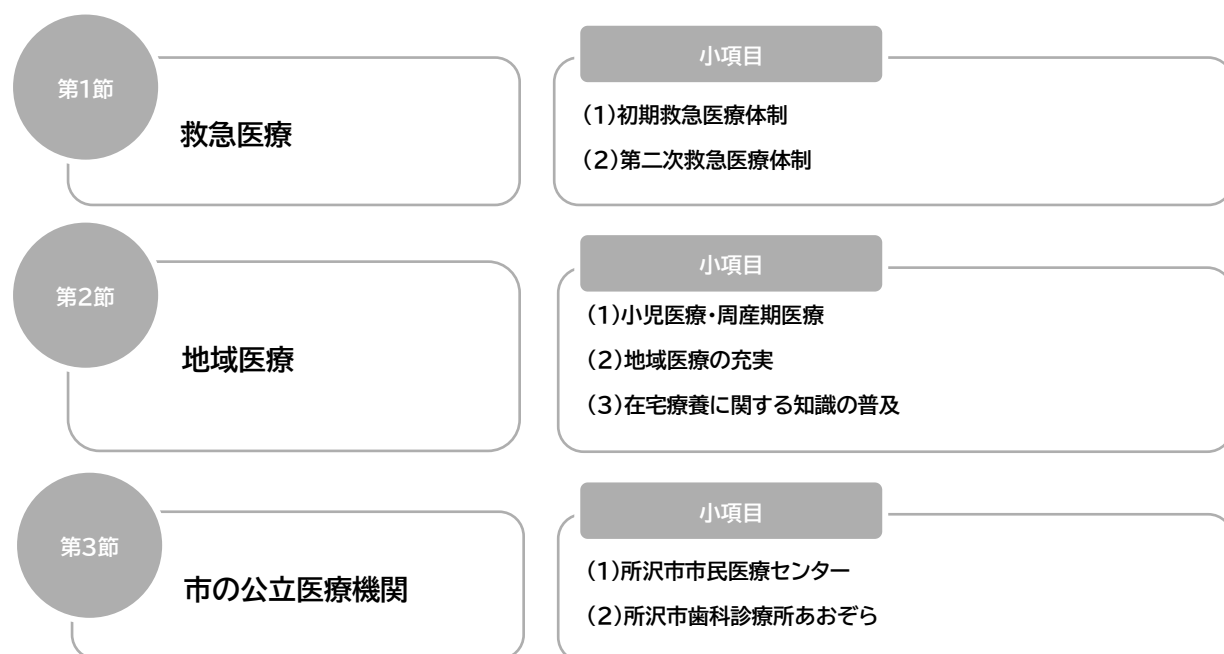 第1節
救急医療
小項目
(1)初期救急医療体制
(2)第二次救急医療体制
第2節
地域医療
小項目
(1)小児医療・周産期医療
(2)地域医療の充実
(3)在宅療養に関する知識の普及
第3節
市の公立医療機関
小項目
(1)所沢市市民医療センター
(2)所沢市歯科診療所あおぞら